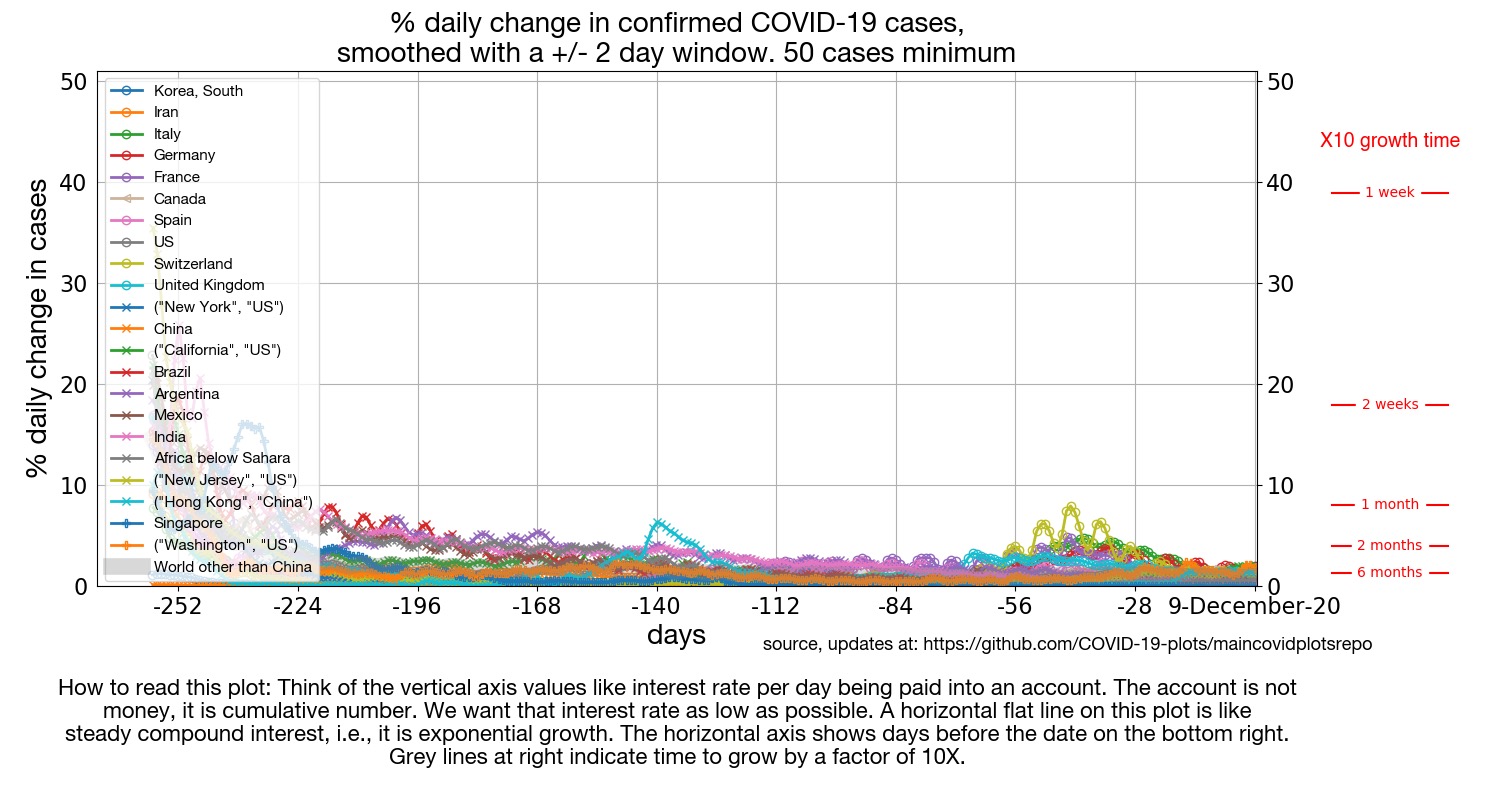 % daily change in confirmed COVID-19 cases,
smoothed with a +/- 2 day window. 50 cases minimum
% daily change in cases
50
40
30
20
10
0
Korea, South
Iran
Italy
Germany
France
Canada
Spain
US
Switzerland
United Kingdom
("New York", "US")
China
("California", "US")
Brazil
Argentina
Mexico
India
Africa below Sahara
("New Jersey", "US")
("Hong Kong", "China")
Singapore
("Washington", "US")
World other than China
50
40
30
20
10
0
X10 growth time
1 week
2 weeks
1 month
2 months
6 months
-252 -224 -196 -168 -140 -112 -84 -56 -28 9-December-20
days
source, updates at: https://github.com/COVID-19-plots/maincovidplotsrepo
How to read this plot: Think of the vertical axis values like interest rate per day being paid into an account. The account is not
money, it is cumulative number. We want that interest rate as low as possible. A horizontal flat line on this plot is like
steady compound interest, i.e., it is exponential growth. The horizontal axis shows days before the date on the bottom right.
Grey lines at right indicate time to grow by a factor of 10X.